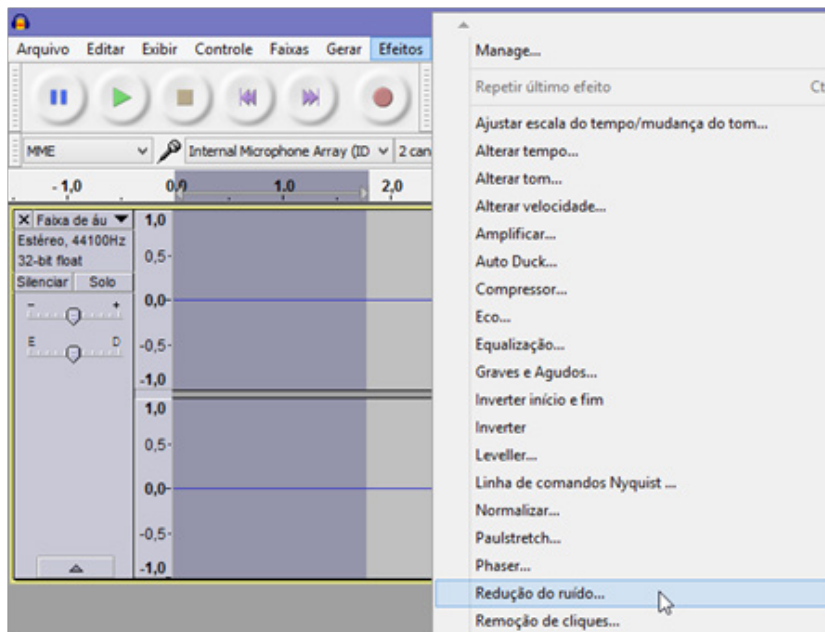 Arquivo Editar Exibir Controle Faixas Gerar Efeitos
MME Internal Microphone Array (ID 2 can
- 1,0 0,0 1,0 2,0
Faixa de áu
Estéreo, 44100Hz
32-bit float
Silenciar Solo
- +
E D
1,0
0,5-
0,0-
-0,5-
-1,0
1,0
0,5-
0,0-
-0,5-
-1,0
Manage...
Repetir último efeito Ct
Ajustar escala do tempo/mudança do tom...
Alterar tempo...
Alterar tom...
Alterar velocidade...
Amplificar...
Auto Duck...
Compressor...
Eco...
Equalização...
Graves e Agudos...
Inverter início e fim
Inverter
Leveller...
Linha de comandos Nyquist ...
Normalizar...
Paulstretch...
Phaser...
Redução do ruído...
Remoção de cliques...